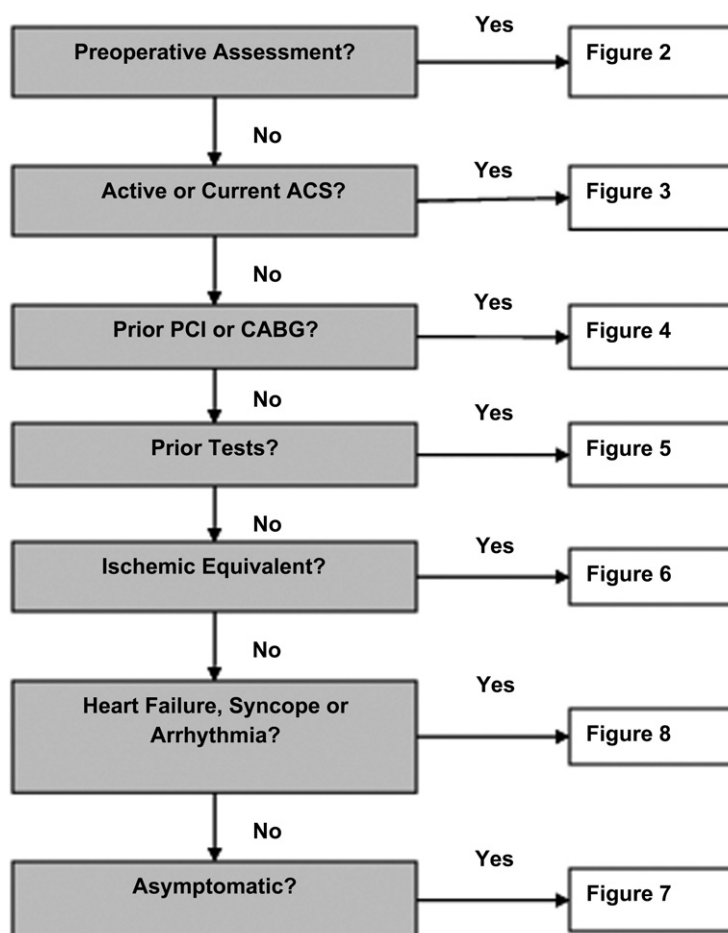 Preoperative Assessment?
Yes
Figure 2
No
Active or Current ACS?
Yes
Figure 3
No
Prior PCI or CABG?
Yes
Figure 4
No
Prior Tests?
Yes
Figure 5
No
Ischemic Equivalent?
Yes
Figure 6
No
Heart Failure, Syncope or
Arrhythmia?
Yes
Figure 8
No
Asymptomatic?
Yes
Figure 7